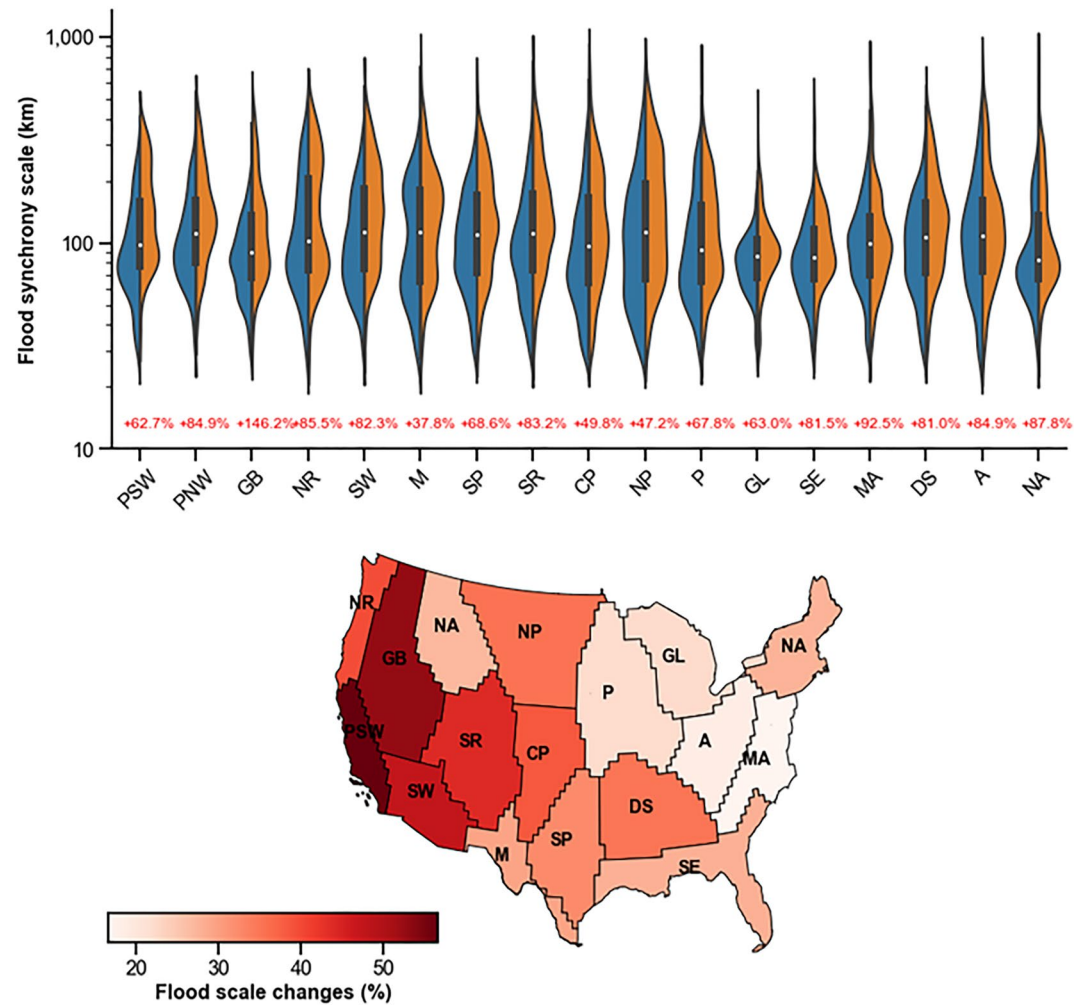 1,000
Flood synchrony scale (km)
100
+62.7% +84.9% +146.2% +85.5% +82.3% +37.8% +68.6% +83.2% +49.8% +47.2% +67.8% +63.0% +81.5% +92.5% +81.0% +84.9% +87.8%
10
PSW PNW GB NR SW M SP SR CP NP P GL SE MA DS A NA
NR
NA
NP
GB
GL
NA
P
PSW
SR
CP
A
MA
SW
DS
SP
M
SE
20 30 40 50
Flood scale changes (%)